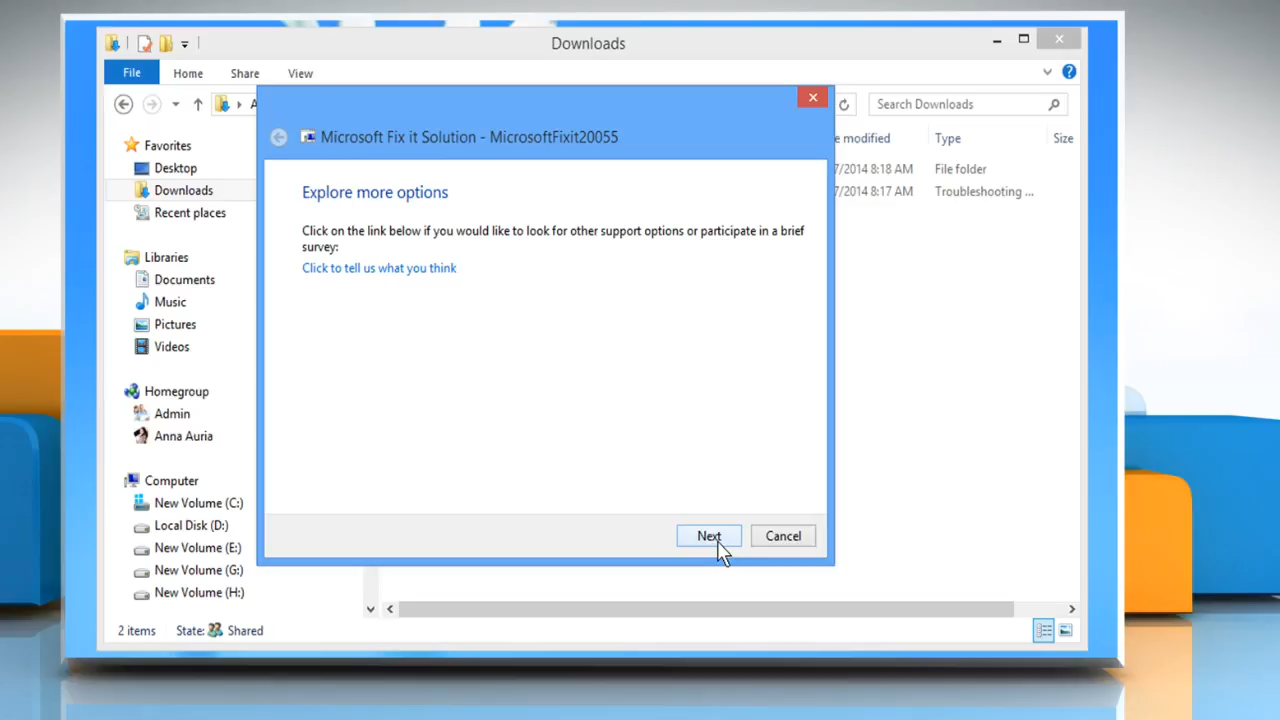 Downloads
File Home Share View
A
Search Downloads
Microsoft Fix it Solution - MicrosoftFixit20055
e modified Type Size
7/2014 8:18 AM File folder
7/2014 8:17 AM Troubleshooting ...
Favorites
Desktop
Downloads
Recent places
Libraries
Documents
Music
Pictures
Videos
Homegroup
Admin
Anna Auria
Computer
New Volume (C:)
Local Disk (D:)
New Volume (E:)
New Volume (G:)
New Volume (H:)
Explore more options
Click on the link below if you would like to look for other support options or participate in a brief
survey:
Click to tell us what you think
Next Cancel
2 items State: Shared